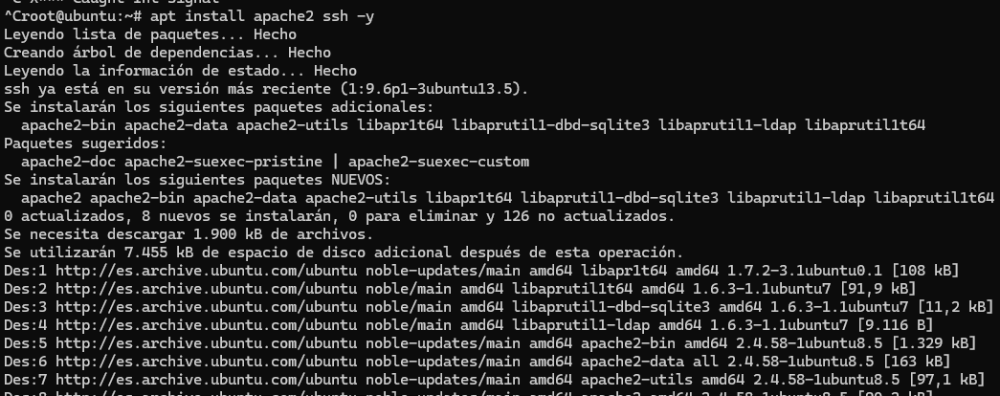 ^Croot@ubuntu:~# apt install apache2 ssh -y
Leyendo lista de paquetes... Hecho
Creando árbol de dependencias... Hecho
Leyendo la información de estado... Hecho
ssh ya está en su versión más reciente (1:9.6p1-3ubuntu13.5).
Se instalarán los siguientes paquetes adicionales:
  apache2-bin apache2-data apache2-utils libapr1t64 libaprutil1-dbd-sqlite3 libaprutil1-ldap libaprutil1t64
Paquetes sugeridos:
  apache2-doc apache2-suexec-pristine | apache2-suexec-custom
Se instalarán los siguientes paquetes NUEVOS:
  apache2 apache2-bin apache2-data apache2-utils libapr1t64 libaprutil1-dbd-sqlite3 libaprutil1-ldap libaprutil1t64
0 actualizados, 8 nuevos se instalarán, 0 para eliminar y 126 no actualizados.
Se necesita descargar 1.900 kB de archivos.
Se utilizarán 7.455 kB de espacio de disco adicional después de esta operación.
Des:1 http://es.archive.ubuntu.com/ubuntu noble-updates/main amd64 libapr1t64 amd64 1.7.2-3.1ubuntu0.1 [108 kB]
Des:2 http://es.archive.ubuntu.com/ubuntu noble/main amd64 libaprutil1t64 amd64 1.6.3-1.1ubuntu7 [91,9 kB]
Des:3 http://es.archive.ubuntu.com/ubuntu noble/main amd64 libaprutil1-dbd-sqlite3 amd64 1.6.3-1.1ubuntu7 [11,2 kB]
Des:4 http://es.archive.ubuntu.com/ubuntu noble/main amd64 libaprutil1-ldap amd64 1.6.3-1.1ubuntu7 [9.116 B]
Des:5 http://es.archive.ubuntu.com/ubuntu noble-updates/main amd64 apache2-bin amd64 2.4.58-1ubuntu8.5 [1.329 kB]
Des:6 http://es.archive.ubuntu.com/ubuntu noble-updates/main amd64 apache2-data all 2.4.58-1ubuntu8.5 [163 kB]
Des:7 http://es.archive.ubuntu.com/ubuntu noble-updates/main amd64 apache2-utils amd64 2.4.58-1ubuntu8.5 [97,1 kB]